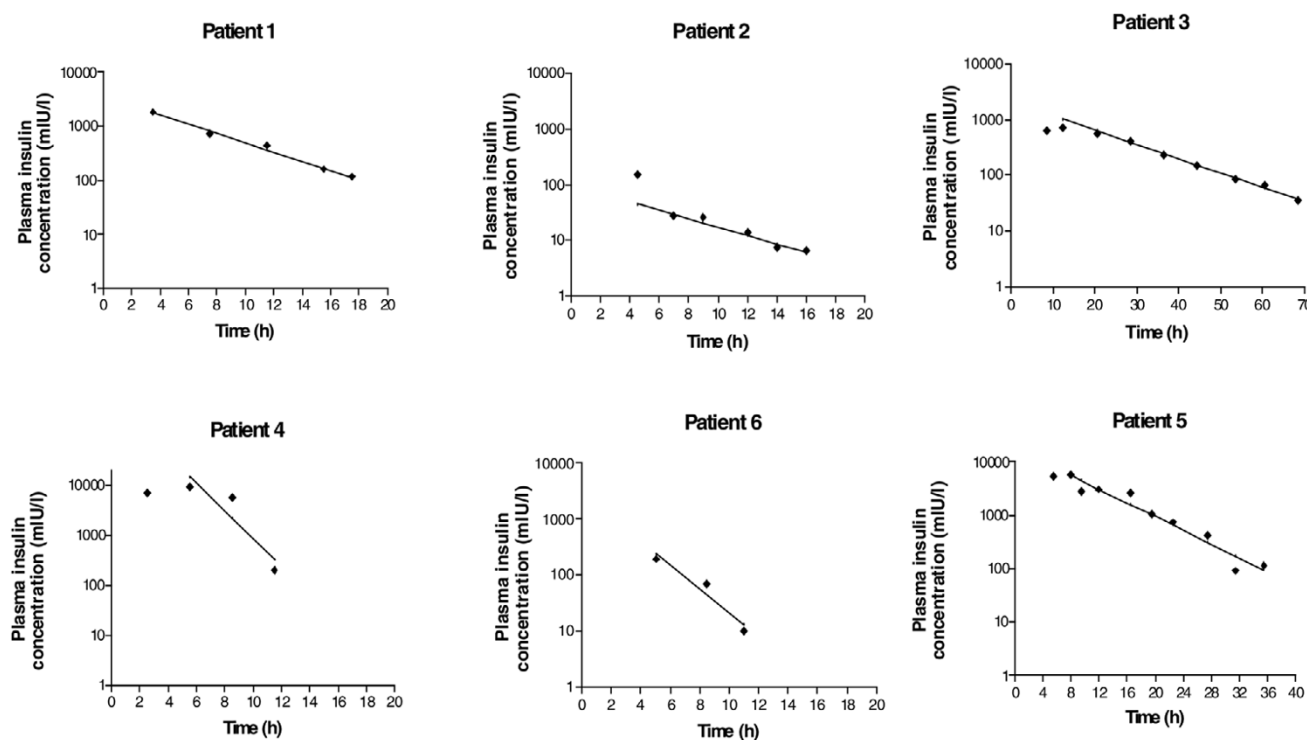 Patient 1
Plasma insulin
concentration (mIU/l)
10000
1000
100
10
1
0 2 4 6 8 10 12 14 16 18 20
Time (h)
Patient 2
Plasma insulin
concentration (mIU/l)
10000
1000
100
10
1
0 2 4 6 8 10 12 14 16 18 20
Time (h)
Patient 3
Plasma insulin
concentration (mIU/l)
10000
1000
100
10
1
0 10 20 30 40 50 60 70
Time (h)
Patient 4
Plasma insulin
concentration (mIU/l)
10000
1000
100
10
1
0 2 4 6 8 10 12 14 16 18 20
Time (h)
Patient 6
Plasma insulin
concentration (mIU/l)
10000
1000
100
10
1
0 2 4 6 8 10 12 14 16 18 20
Time (h)
Patient 5
Plasma insulin
concentration (mIU/l)
10000
1000
100
10
1
0 4 8 12 16 20 24 28 32 36 40
Time (h)